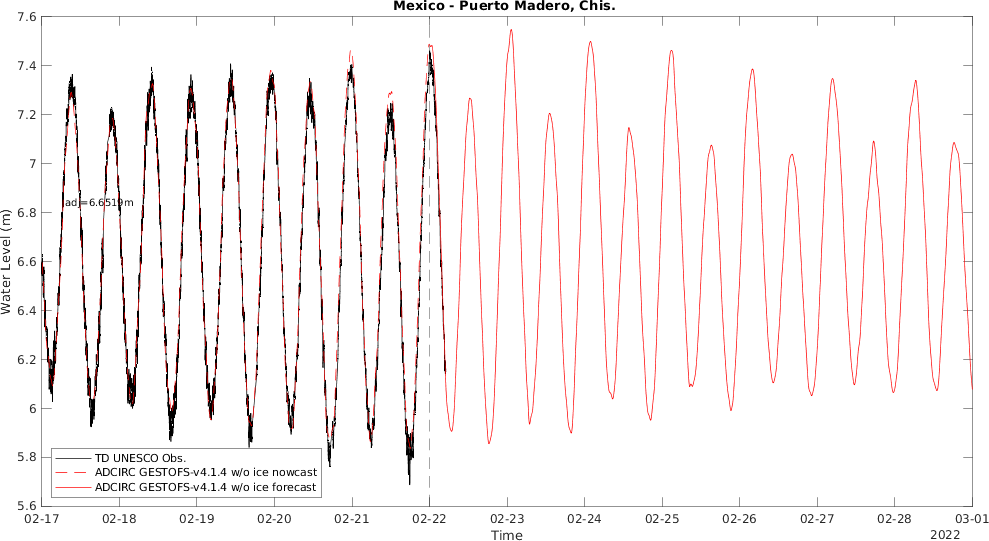 Mexico - Puerto Madero, Chis.
7.6
7.4
7.2
7
6.8
6.6
6.4
6.2
6
5.8
5.6
Water Level (m)
adj=6.6519m
TD UNESCO Obs.
ADCIRC GESTOFS-v4.1.4 w/o ice nowcast
ADCIRC GESTOFS-v4.1.4 w/o ice forecast
02-17 02-18 02-19 02-20 02-21 02-22 02-23 02-24 02-25 02-26 02-27 02-28 03-01
Time
2022